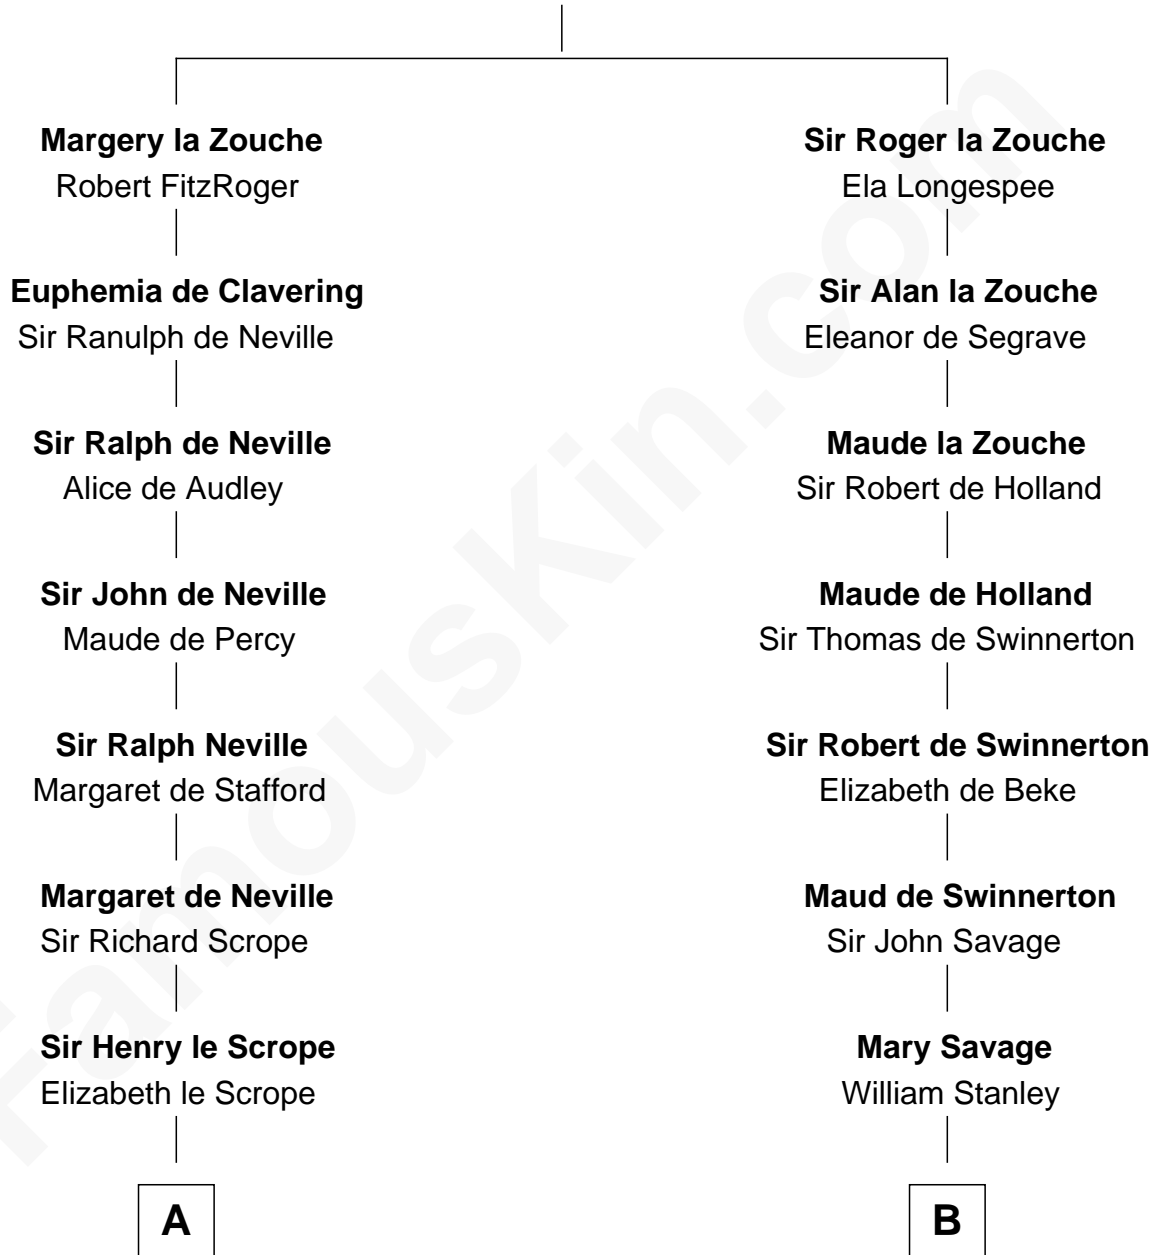 Margery la Zouche
Robert FitzRoger
Euphemia de Clavering
Sir Ranulph de Neville
Sir Ralph de Neville
Alice de Audley
Sir John de Neville
Maude de Percy
Sir Ralph Neville
Margaret de Stafford
Margaret de Neville
Sir Richard Scrope
Sir Henry le Scrope
Elizabeth le Scrope
A
Sir Roger la Zouche
Ela Longespee
Sir Alan la Zouche
Eleanor de Segrave
Maude la Zouche
Sir Robert de Holland
Maude de Holland
Sir Thomas de Swinnerton
Sir Robert de Swinnerton
Elizabeth de Beke
Maud de Swinnerton
Sir John Savage
Mary Savage
William Stanley
B
FamousKin.com